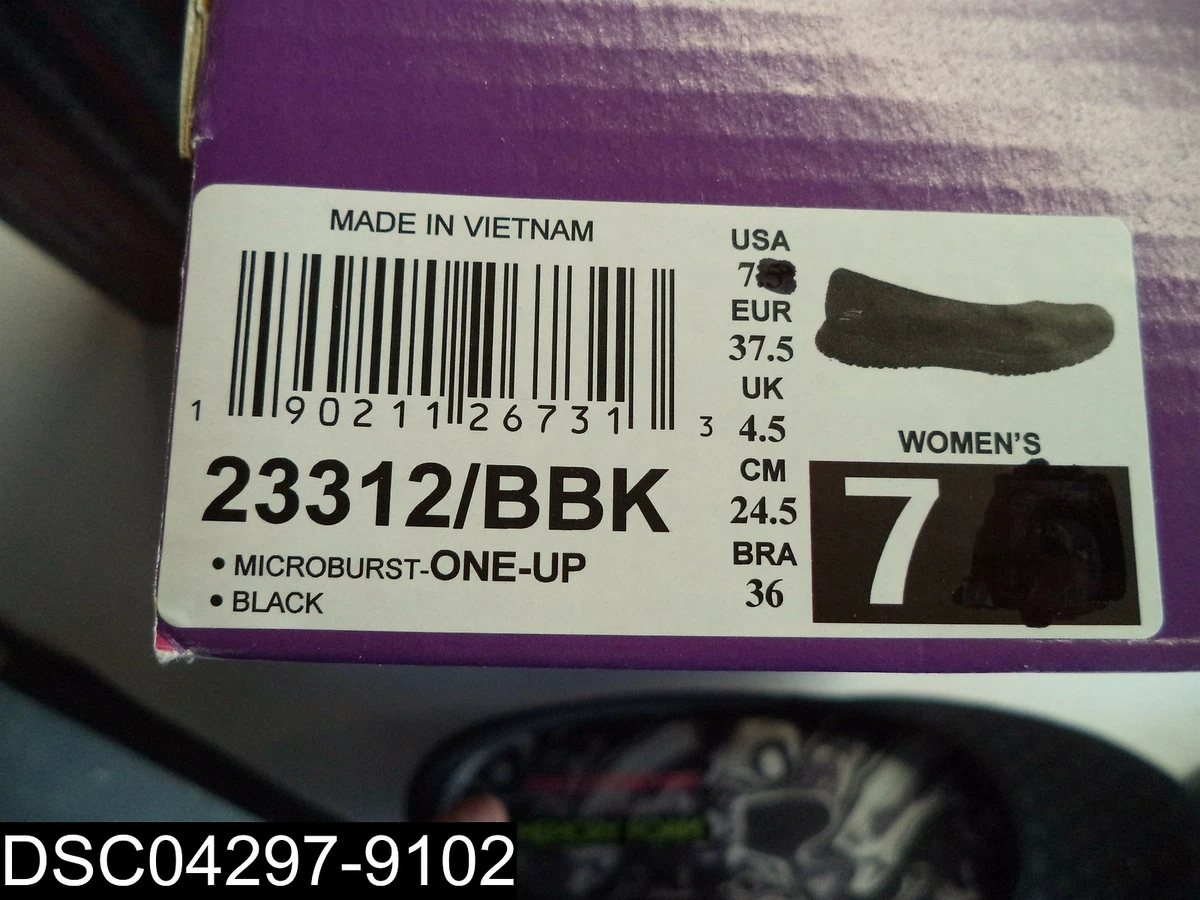 MADE IN VIETNAM
1 90211 26731 3
23312/BBK
• MICROBURST-ONE-UP
• BLACK
USA
7
EUR
37.5
UK
4.5
CM
24.5
BRA
36
WOMEN'S
7
DSC04297-9102